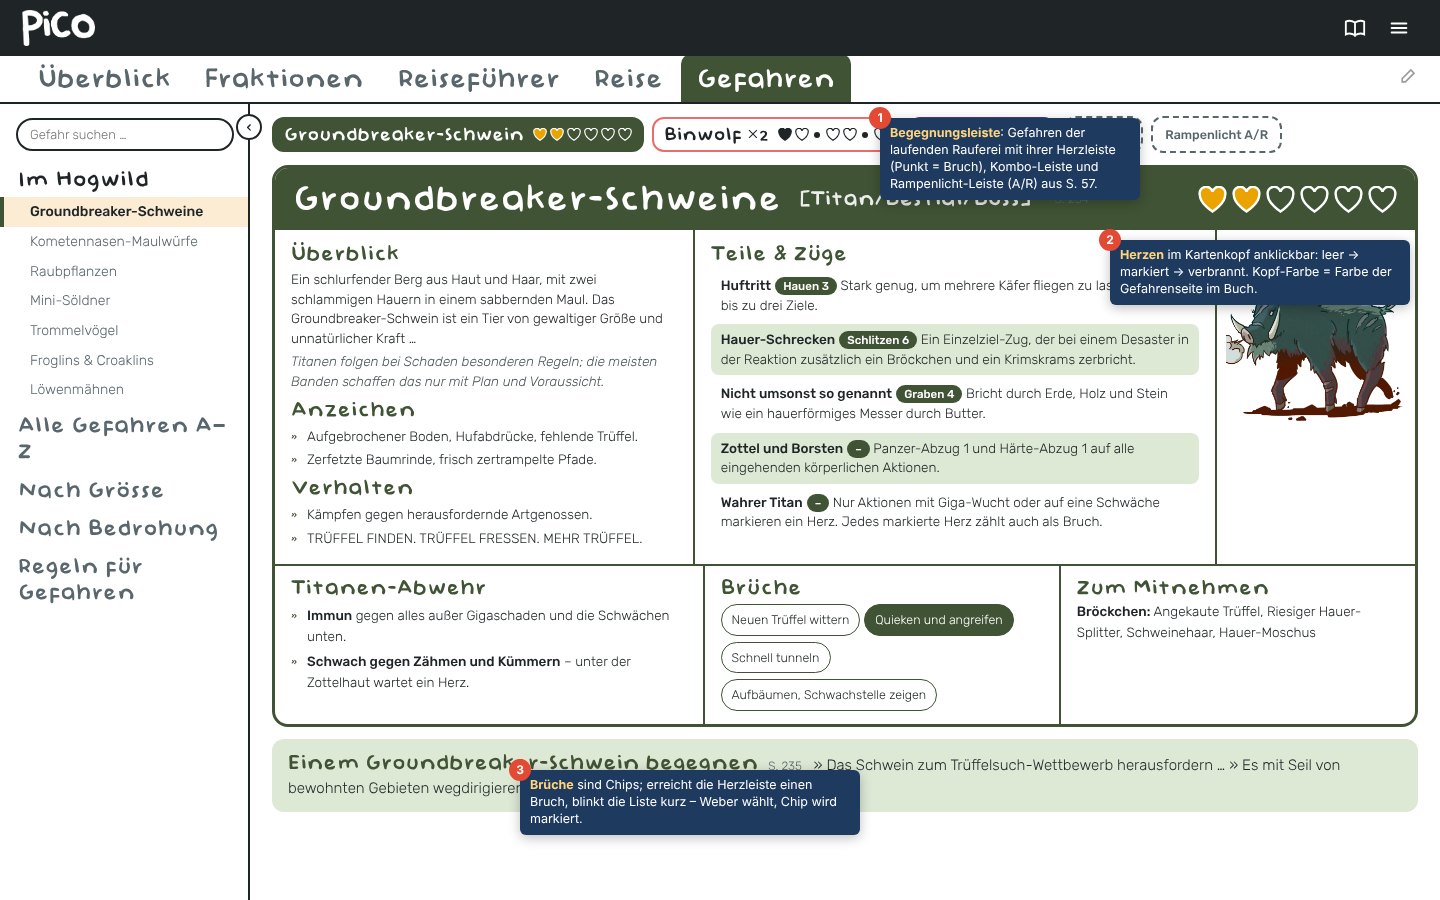 PiCO
Überblick Fraktionen Reiseführer Reise Gefahren
Gefahr suchen …
‹
Im Hogwild
Groundbreaker-Schweine
Kometennasen-Maulwürfe
Raubpflanzen
Mini-Söldner
Trommelvögel
Froglins & Croaklins
Löwenmähnen
Alle Gefahren A–
Z
Nach Grösse
Nach Bedrohung
Regeln für
Gefahren
Groundbreaker-Schwein
Binwolf ×2
Rampenlicht A/R
1
Begegnungsleiste: Gefahren der
laufenden Rauferei mit ihrer Herzleiste
(Punkt = Bruch), Kombo-Leiste und
Rampenlicht-Leiste (A/R) aus S. 57.
Groundbreaker-Schweine [Titan/Bestial/Boss]
2
Herzen im Kartenkopf anklickbar: leer →
markiert → verbrannt. Kopf-Farbe = Farbe der
Gefahrenseite im Buch.
Überblick
Ein schlurfender Berg aus Haut und Haar, mit zwei
schlammigen Hauern in einem sabbernden Maul. Das
Groundbreaker-Schwein ist ein Tier von gewaltiger Größe und
unnatürlicher Kraft …
Titanen folgen bei Schaden besonderen Regeln; die meisten
Banden schaffen das nur mit Plan und Voraussicht.
Anzeichen
» Aufgebrochener Boden, Hufabdrücke, fehlende Trüffel.
» Zerfetzte Baumrinde, frisch zertrampelte Pfade.
Verhalten
» Kämpfen gegen herausfordernde Artgenossen.
» TRÜFFEL FINDEN. TRÜFFEL FRESSEN. MEHR TRÜFFEL.
Teile & Züge
Huftritt Hauen 3 Stark genug, um mehrere Käfer fliegen zu
bis zu drei Ziele.
Hauer-Schrecken Schlitzen 6 Ein Einzelziel-Zug, der bei einem Desaster in
der Reaktion zusätzlich ein Bröckchen und ein Krimskrams zerbricht.
Nicht umsonst so genannt Graben 4 Bricht durch Erde, Holz und Stein
wie ein hauerförmiges Messer durch Butter.
Zottel und Borsten – Panzer-Abzug 1 und Härte-Abzug 1 auf alle
eingehenden körperlichen Aktionen.
Wahrer Titan – Nur Aktionen mit Giga-Wucht oder auf eine Schwäche
markieren ein Herz. Jedes markierte Herz zählt auch als Bruch.
Titanen-Abwehr
» Immun gegen alles außer Gigaschaden und die Schwächen
unten.
» Schwach gegen Zähmen und Kümmern – unter der
Zottelhaut wartet ein Herz.
Brüche
Neuen Trüffel wittern Quieken und angreifen
Schnell tunneln
Aufbäumen, Schwachstelle zeigen
Zum Mitnehmen
Bröckchen: Angekaute Trüffel, Riesiger Hauer-
Splitter, Schweinehaar, Hauer-Moschus
Einem Groundbreaker-Schwein begegnen S. 235 » Das Schwein zum Trüffelsuch-Wettbewerb herausfordern … » Es mit Seil von
bewohnten Gebieten wegdirigieren
3
Brüche sind Chips; erreicht die Herzleiste einen
Bruch, blinkt die Liste kurz – Weber wählt, Chip wird
markiert.